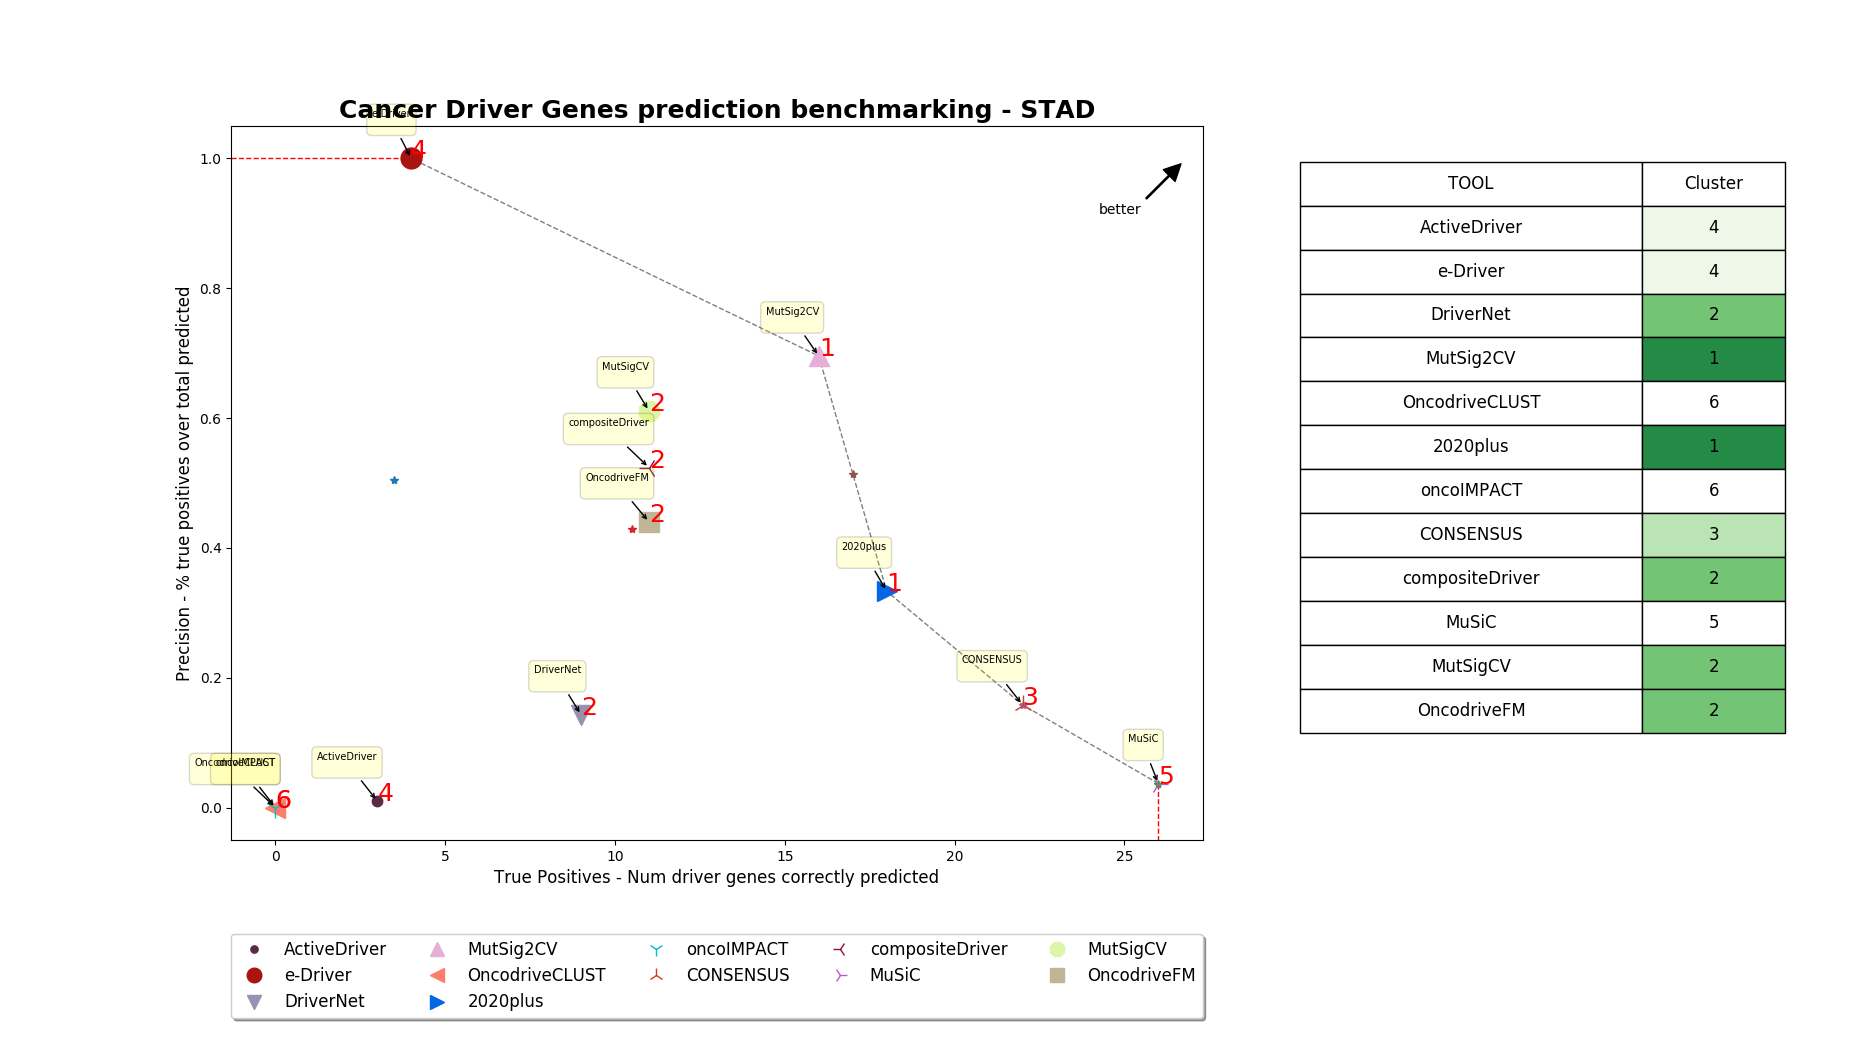 Cancer Driver Genes prediction benchmarking - STAD
e-Driver
4
1.0
better
0.8
MutSig2CV
1
MutSigCV
2
0.6
compositeDriver
2
OncodriveFM
2
0.4
2020plus
1
CONSENSUS
3
0.2
DriverNet
2
MuSiC
5
ActiveDriver
4
oncoIMPACT
6
0.0
0 5 10 15 20 25
Precision - % true positives over total predicted
True Positives - Num driver genes correctly predicted
TOOL Cluster
ActiveDriver 4
e-Driver 4
DriverNet 2
MutSig2CV 1
OncodriveCLUST 6
2020plus 1
oncoIMPACT 6
CONSENSUS 3
compositeDriver 2
MuSiC 5
MutSigCV 2
OncodriveFM 2
ActiveDriver MutSig2CV oncoIMPACT compositeDriver MutSigCV
e-Driver OncodriveCLUST CONSENSUS MuSiC OncodriveFM
DriverNet 2020plus